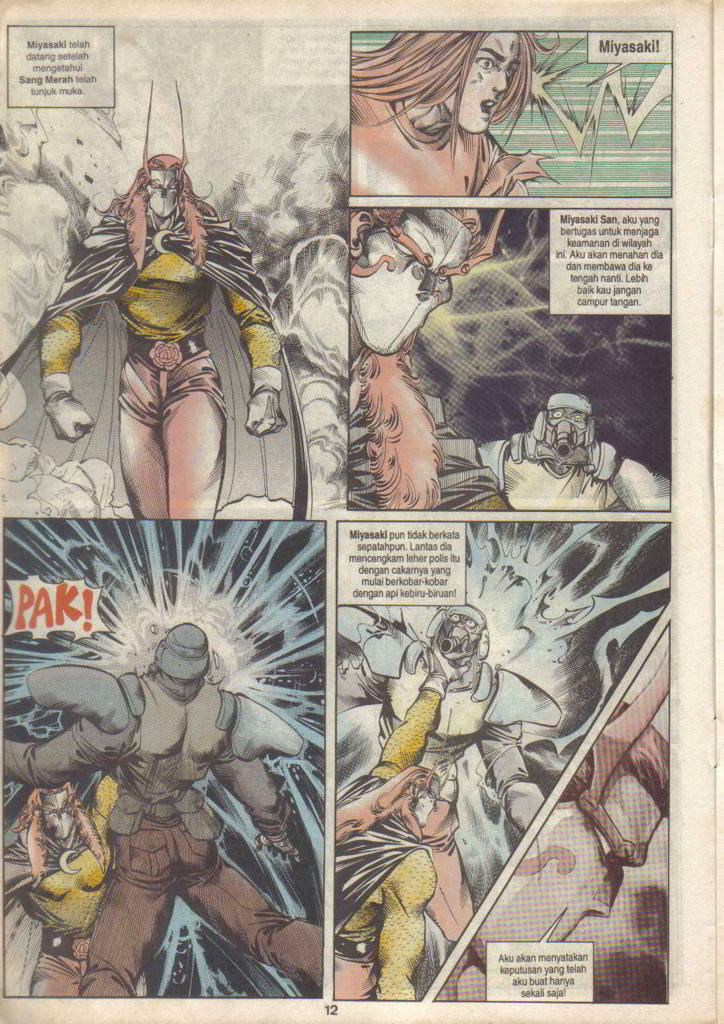 Miyasaki telah
datang setelah
mengetahui
Sang Merah telah
tunjuk muka.
Miyasaki!
Miyasaki San, aku yang
bertugas untuk menjaga
keamanan di wilayah
ini. Aku akan menahan dia
dan membawa dia ke
tengah nanti. Lebih
baik kau jangan
campur tangan.
PAK!
Miyasaki pun tidak berkata
sepatahpun. Lantas dia
mencengkam leher polis itu
dengan cakarnya yang
mulai berkobar-kobar
dengan api kebiru-biruan!
Aku akan menyatakan
keputusan yang telah
aku buat hanya
sekali saja!
12